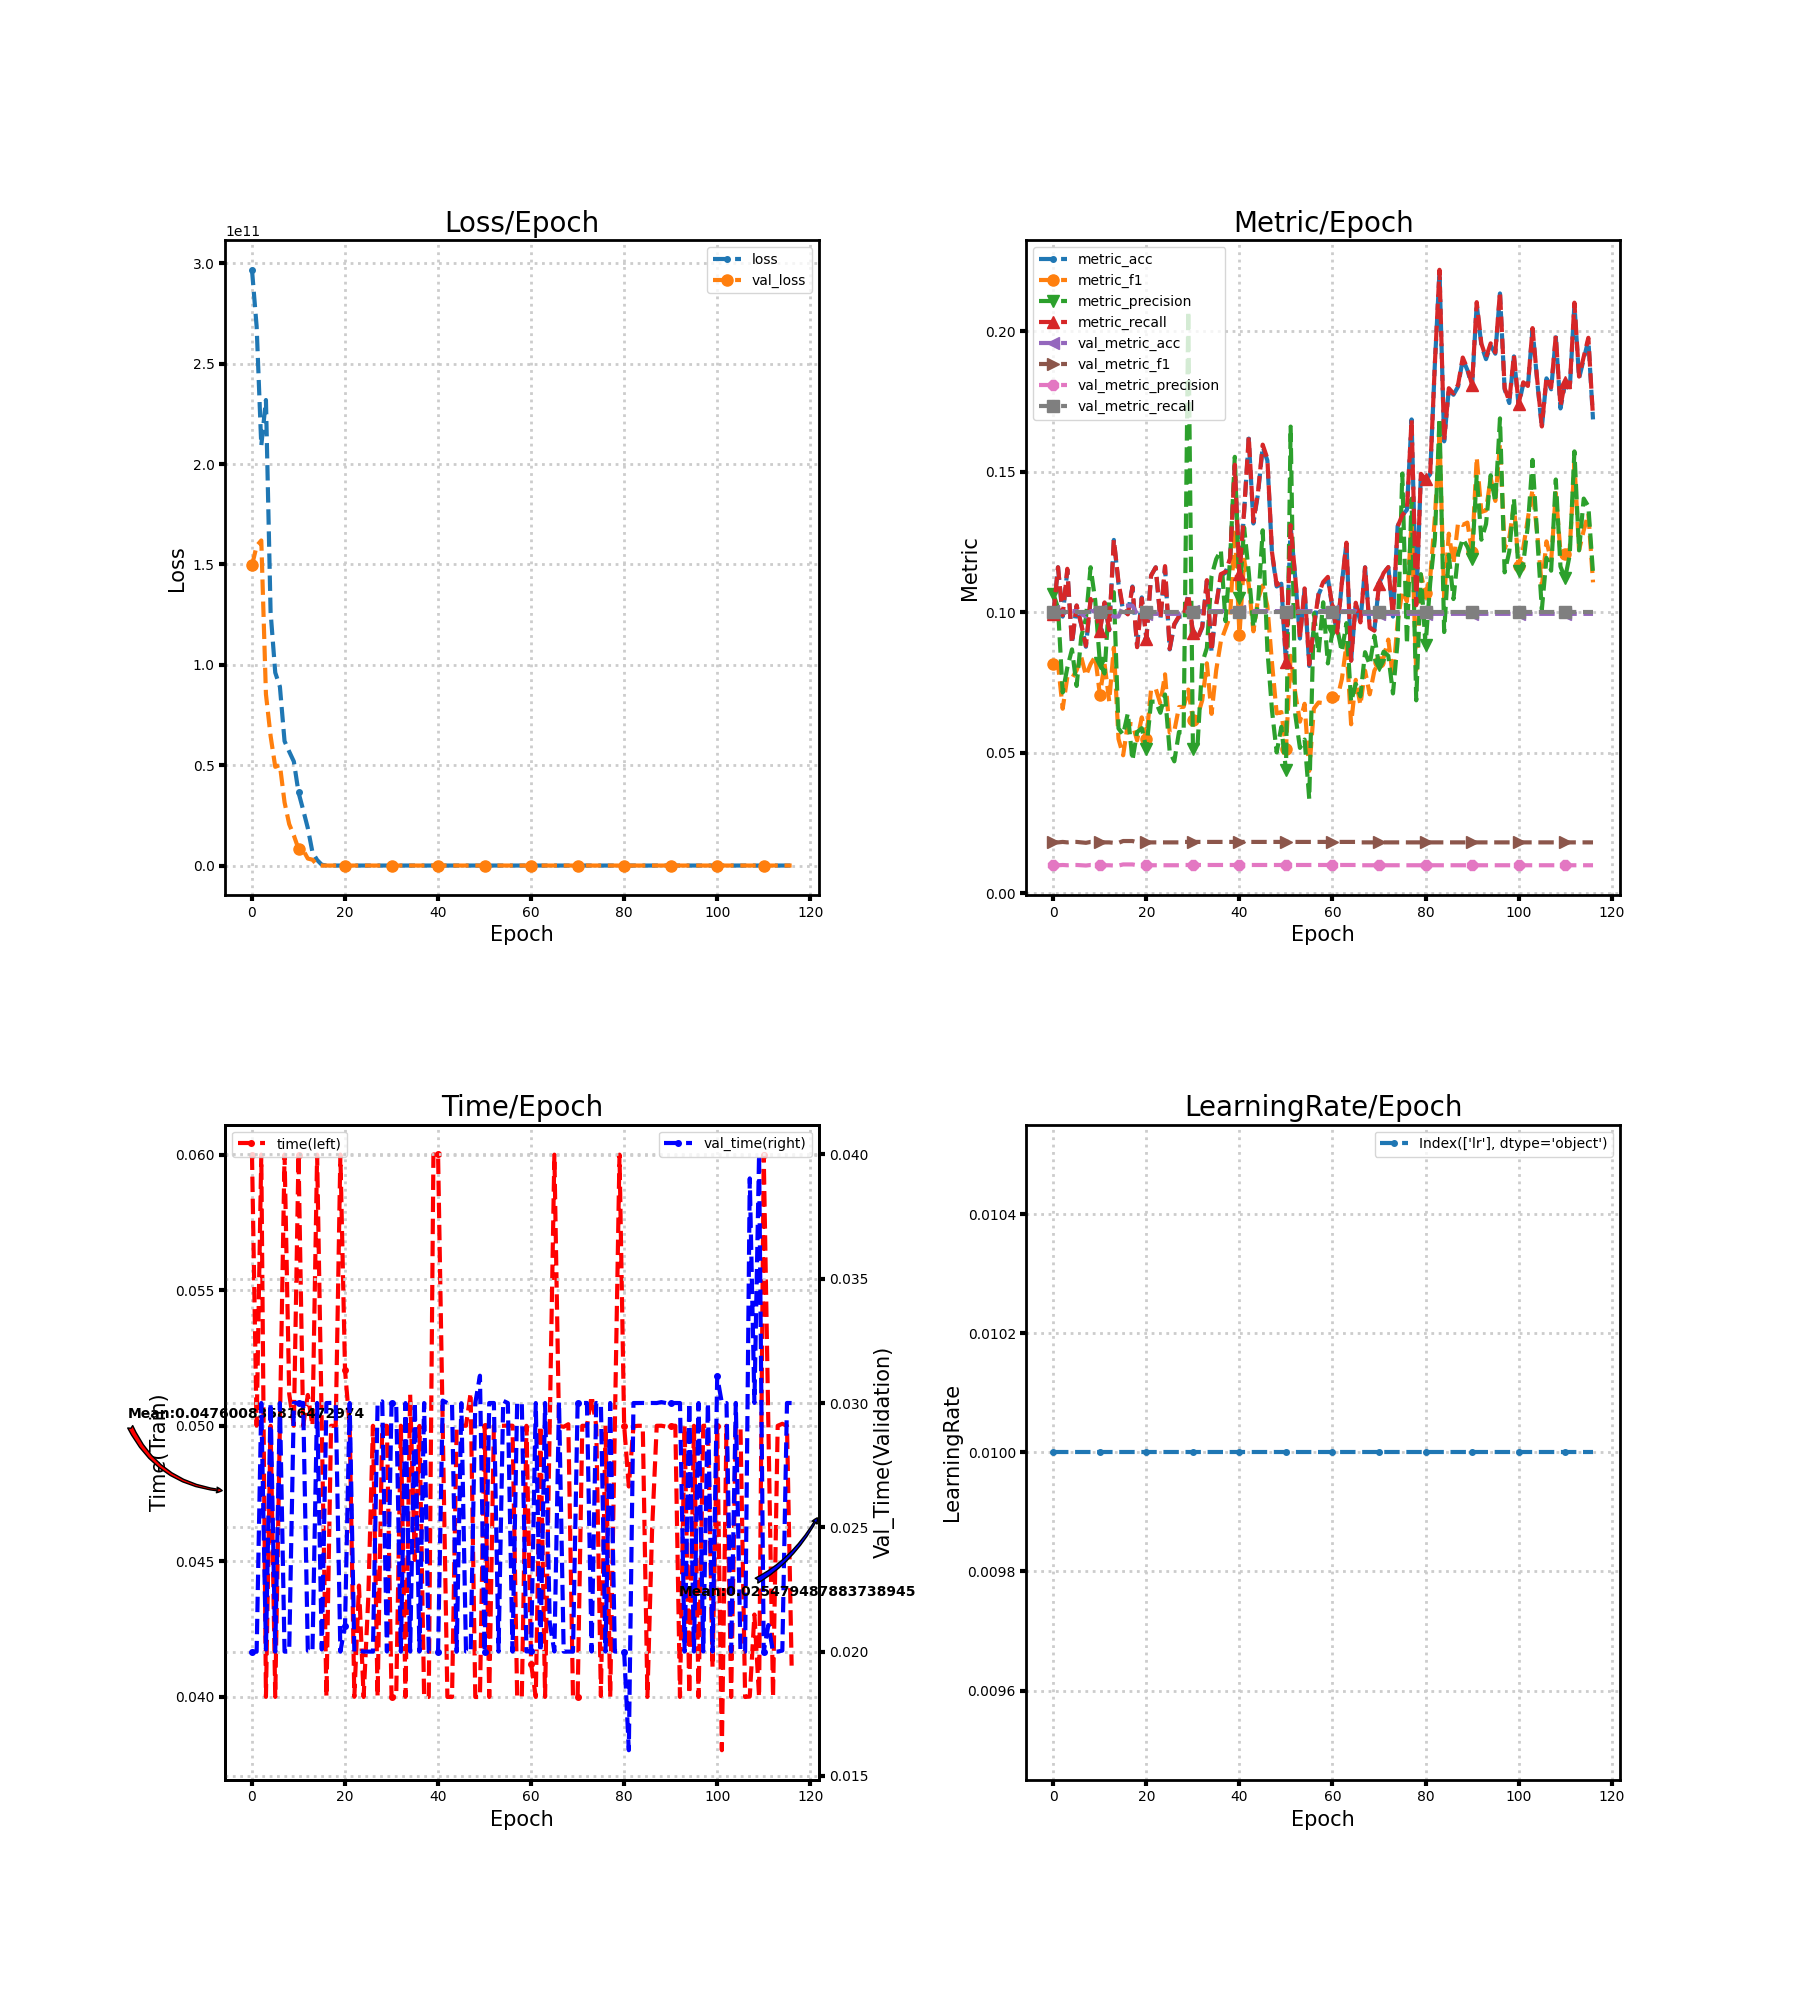 Loss/Epoch
1e11
loss
val_loss
3.0
2.5
2.0
1.5
1.0
0.5
0.0
Loss
0 20 40 60 80 100 120
Epoch
Metric/Epoch
metric_acc
metric_f1
metric_precision
metric_recall
val_metric_acc
val_metric_f1
val_metric_precision
val_metric_recall
0.20
0.15
0.10
0.05
0.00
Metric
0 20 40 60 80 100 120
Epoch
Time/Epoch
time(left)
val_time(right)
0.060
0.055
0.050
0.045
0.040
Time(Train)
0.040
0.035
0.030
0.025
0.020
0.015
Val_Time(Validation)
Mean:0.025479487883738945
0 20 40 60 80 100 120
Epoch
LearningRate/Epoch
Index(['lr'], dtype='object')
0.0104
0.0102
0.0100
0.0098
0.0096
LearningRate
0 20 40 60 80 100 120
Epoch